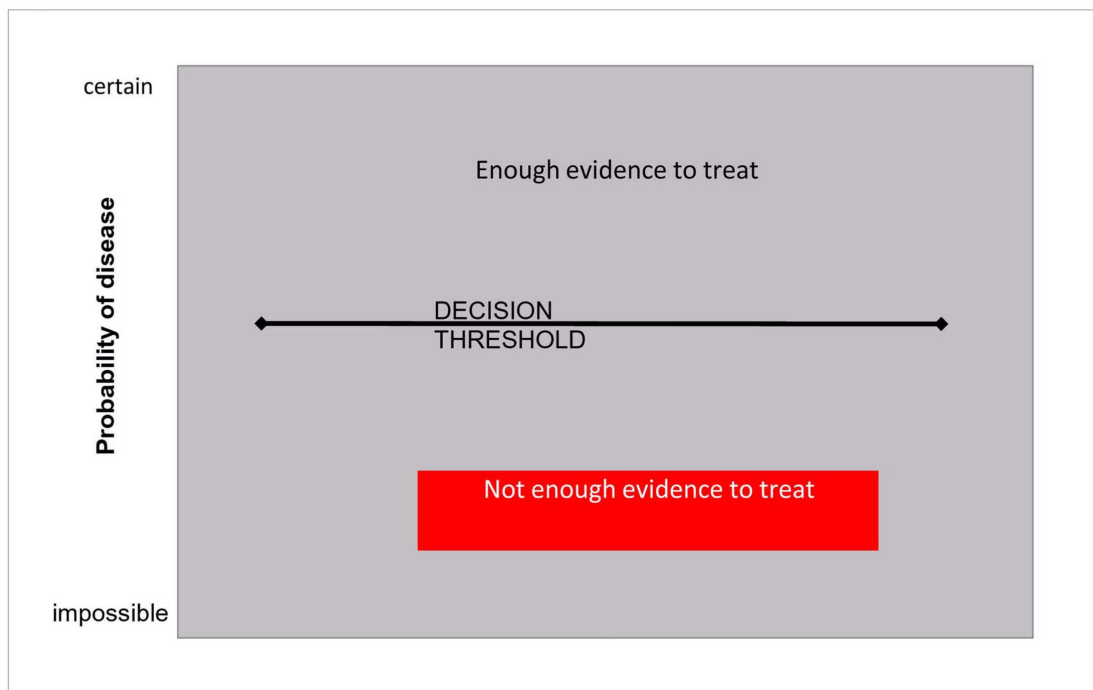 certain
Enough evidence to treat
Probability of disease
DECISION
THRESHOLD
Not enough evidence to treat
impossible